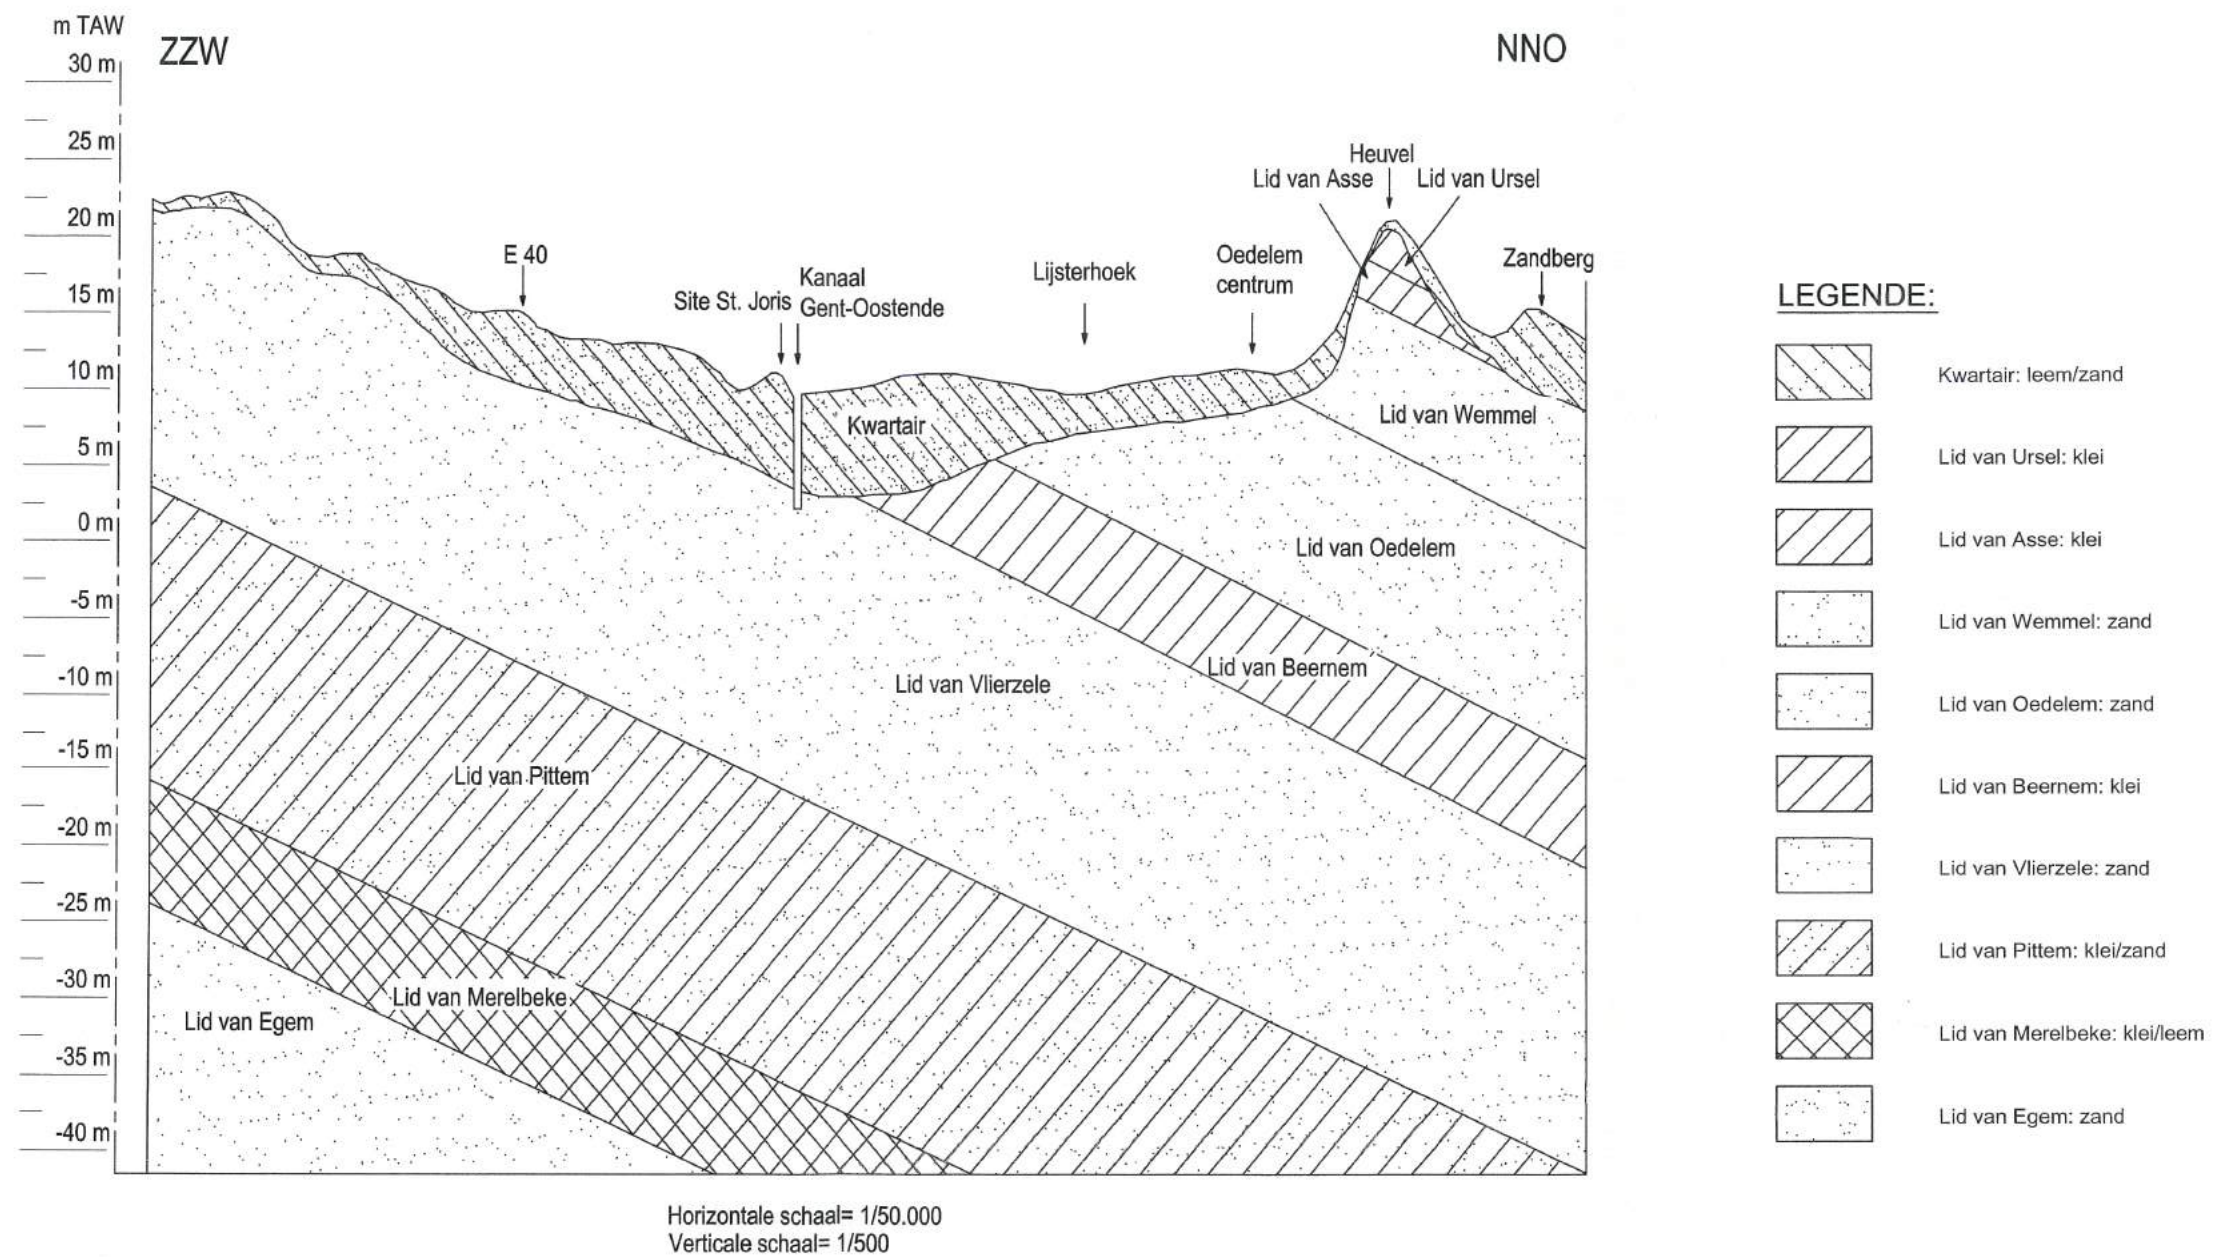 m TAW
ZZW
NNO
30 m
25 m
20 m
15 m
10 m
5 m
0 m
-5 m
-10 m
-15 m
-20 m
-25 m
-30 m
-35 m
-40 m
E 40
Site St. Joris
Kanaal
Gent-Oostende
Lijsterhoek
Oedelem
centrum
Heuvel
Lid van Asse
Lid van Ursel
Zandberg
Kwartair
Lid van Wemmel
Lid van Oedelem
Lid van Beernem
Lid van Vlierzele
Lid van Pittem
Lid van Merelbeke
Lid van Egem
Horizontale schaal= 1/50.000
Verticale schaal= 1/500
LEGENDE:
Kwartair: leem/zand
Lid van Ursel: klei
Lid van Asse: klei
Lid van Wemmel: zand
Lid van Oedelem: zand
Lid van Beernem: klei
Lid van Vlierzele: zand
Lid van Pittem: klei/zand
Lid van Merelbeke: klei/leem
Lid van Egem: zand